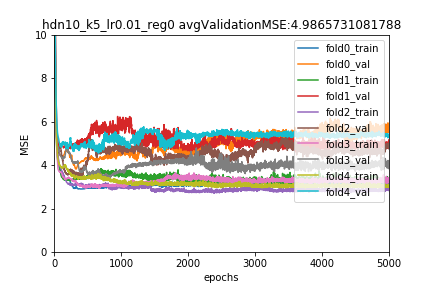 hdn10_k5_lr0.01_reg0 avgValidationMSE:4.9865731081788
10
8
6
4
2
0
MSE
0
1000
2000
3000
4000
5000
epochs
fold0_train
fold0_val
fold1_train
fold1_val
fold2_train
fold2_val
fold3_train
fold3_val
fold4_train
fold4_val